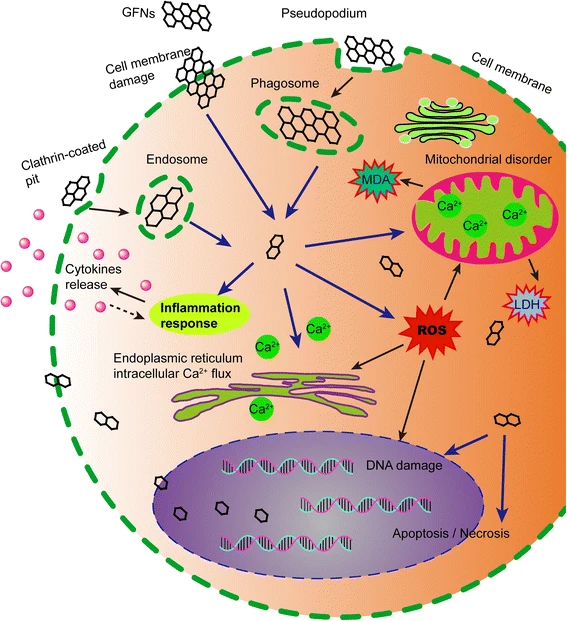 GFNs
Pseudopodium
Cell membrane
damage
Cell membrane
Phagosome
Clathrin-coated
pit
Endosome
Mitochondrial disorder
MDA
Ca²⁺
Ca²⁺
Ca²⁺
Cytokines
release
Inflammation
response
LDH
ROS
Ca²⁺
Ca²⁺
Endoplasmic reticulum
intracellular Ca²⁺ flux
Ca²⁺
DNA damage
Apoptosis / Necrosis